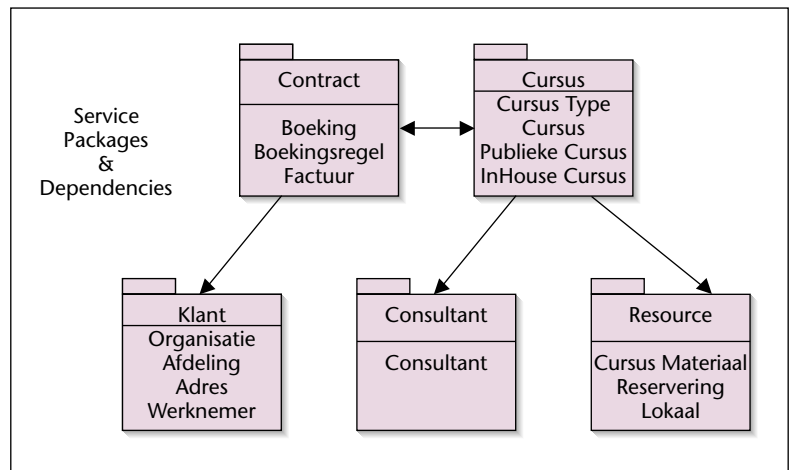 Service
Packages
&
Dependencies
Contract
Boeking
Boekingsregel
Factuur
Cursus
Cursus Type
Cursus
Publieke Cursus
InHouse Cursus
Klant
Organisatie
Afdeling
Adres
Werknemer
Consultant
Consultant
Resource
Cursus Materiaal
Reservering
Lokaal